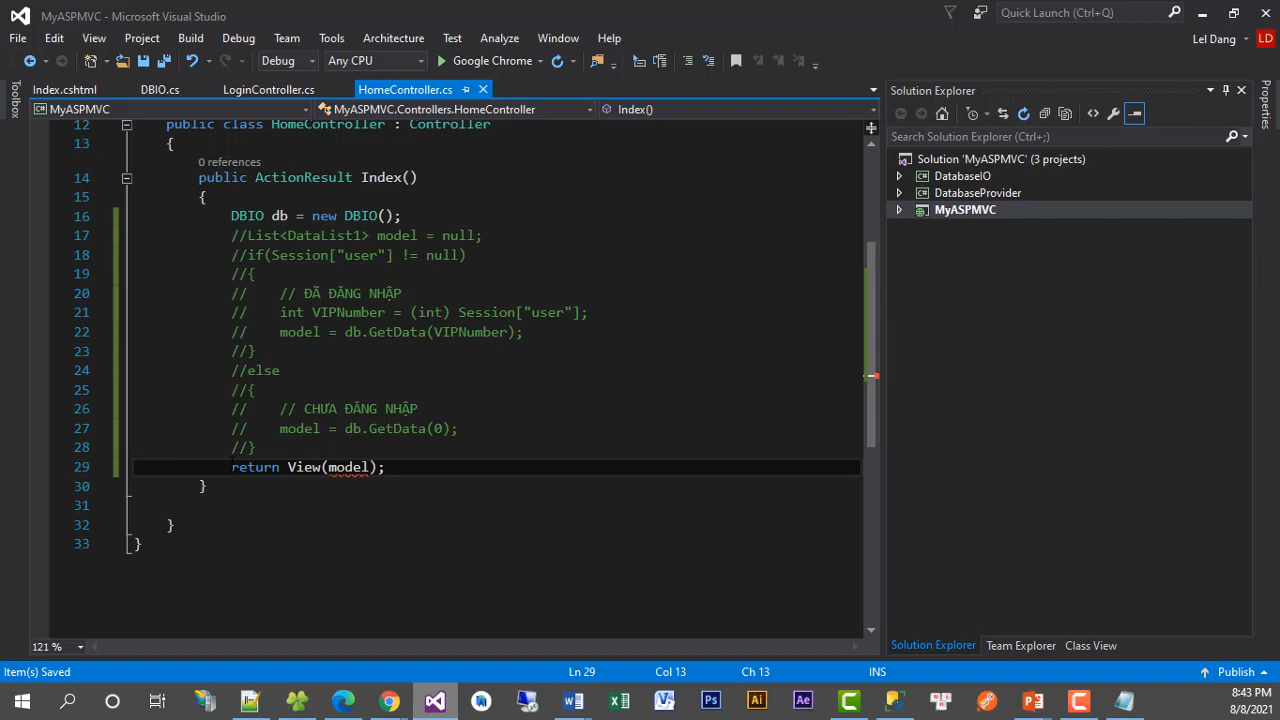 MyASPMVC - Microsoft Visual Studio
Quick Launch (Ctrl+Q)
File Edit View Project Build Debug Team Tools Architecture Test Analyze Window Help
Lel Dang LD
Debug Any CPU Google Chrome
Toolbox
Index.cshtml DBIO.cs LoginController.cs HomeController.cs
MyASPMVC MyASPMVC.Controllers.HomeController Index()
12 public class HomeController : Controller
13 {
0 references
14 public ActionResult Index()
15 {
16 DBIO db = new DBIO();
17 //List<DataList1> model = null;
18 //if(Session["user"] != null)
19 //{
20 // // ĐÃ ĐĂNG NHẬP
21 // int VIPNumber = (int) Session["user"];
22 // model = db.GetData(VIPNumber);
23 //}
24 //else
25 //{
26 // // CHƯA ĐĂNG NHẬP
27 // model = db.GetData(0);
28 //}
29 return View(model);
30 }
31
32 }
33 }
121 %
Solution Explorer
Search Solution Explorer (Ctrl+;)
Solution 'MyASPMVC' (3 projects)
DatabaseIO
DatabaseProvider
MyASPMVC
Properties
Solution Explorer Team Explorer Class View
Item(s) Saved Ln 29 Col 13 Ch 13 INS Publish
Ps Ai Ae
8:43 PM
8/8/2021